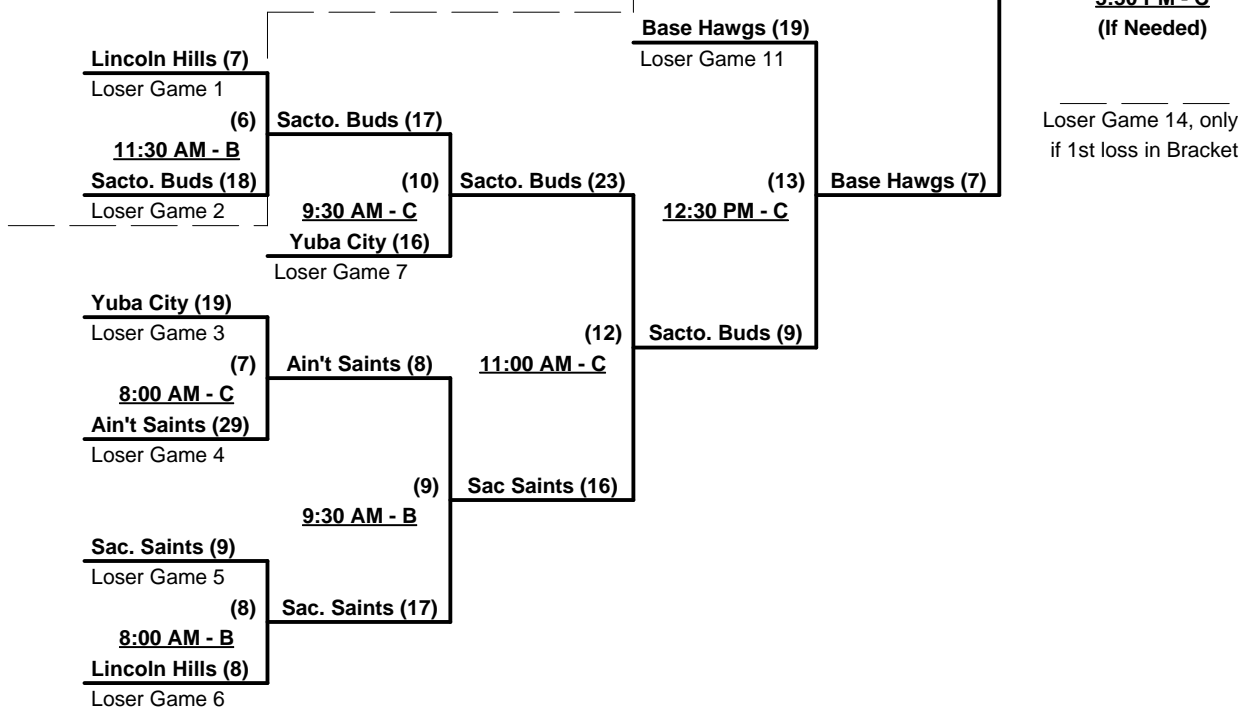 5:30 PM - C
(If Needed)
Base Hawgs (19)
Loser Game 11
Lincoln Hills (7)
Loser Game 1
(6)
11:30 AM - B
Sacto. Buds (17)
Sacto. Buds (18)
Loser Game 2
(10)
9:30 AM - C
Sacto. Buds (23)
(13)
12:30 PM - C
Base Hawgs (7)
Loser Game 14, only
if 1st loss in Bracket
Yuba City (16)
Loser Game 7
Yuba City (19)
Loser Game 3
(7)
8:00 AM - C
Ain't Saints (8)
(12)
11:00 AM - C
Sacto. Buds (9)
Ain't Saints (29)
Loser Game 4
(9)
9:30 AM - B
Sac Saints (16)
Sac. Saints (9)
Loser Game 5
(8)
8:00 AM - B
Sac. Saints (17)
Lincoln Hills (8)
Loser Game 6